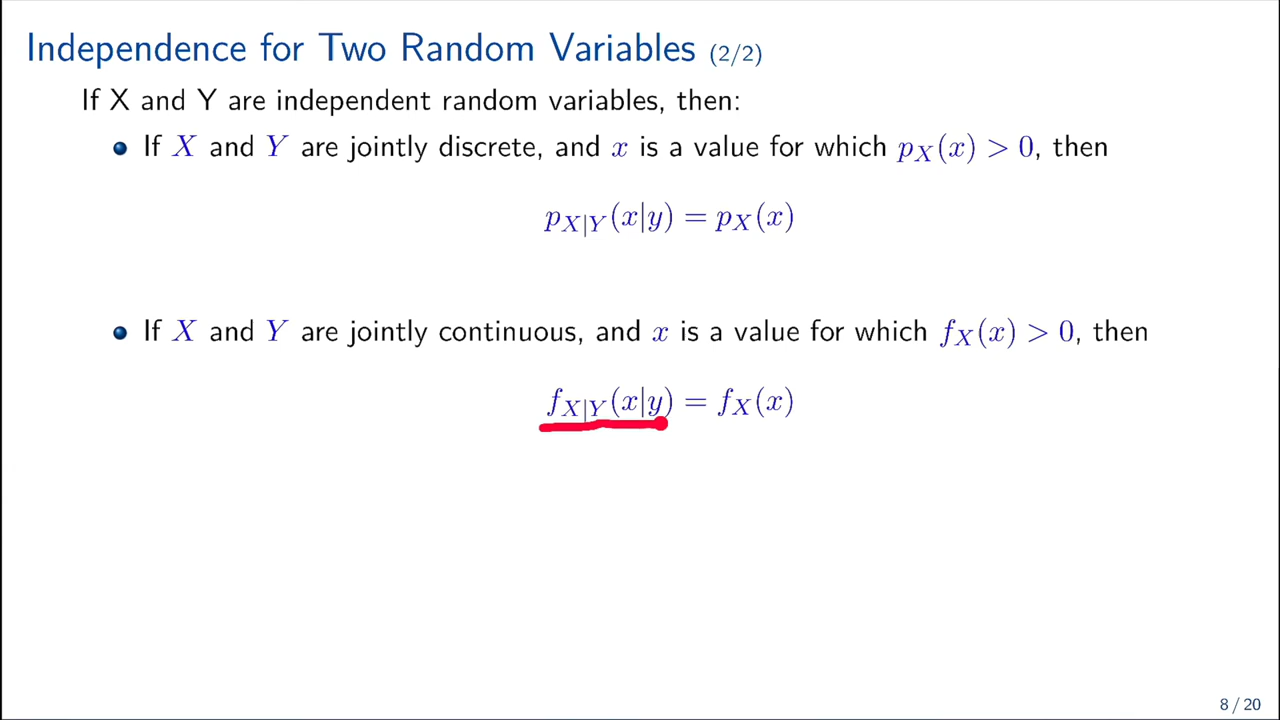 Independence for Two Random Variables (2/2)
If X and Y are independent random variables, then:
If X and Y are jointly discrete, and x is a value for which p_X(x) > 0, then
p_{X|Y}(x|y) = p_X(x)
If X and Y are jointly continuous, and x is a value for which f_X(x) > 0, then
f_{X|Y}(x|y) = f_X(x)
8 / 20